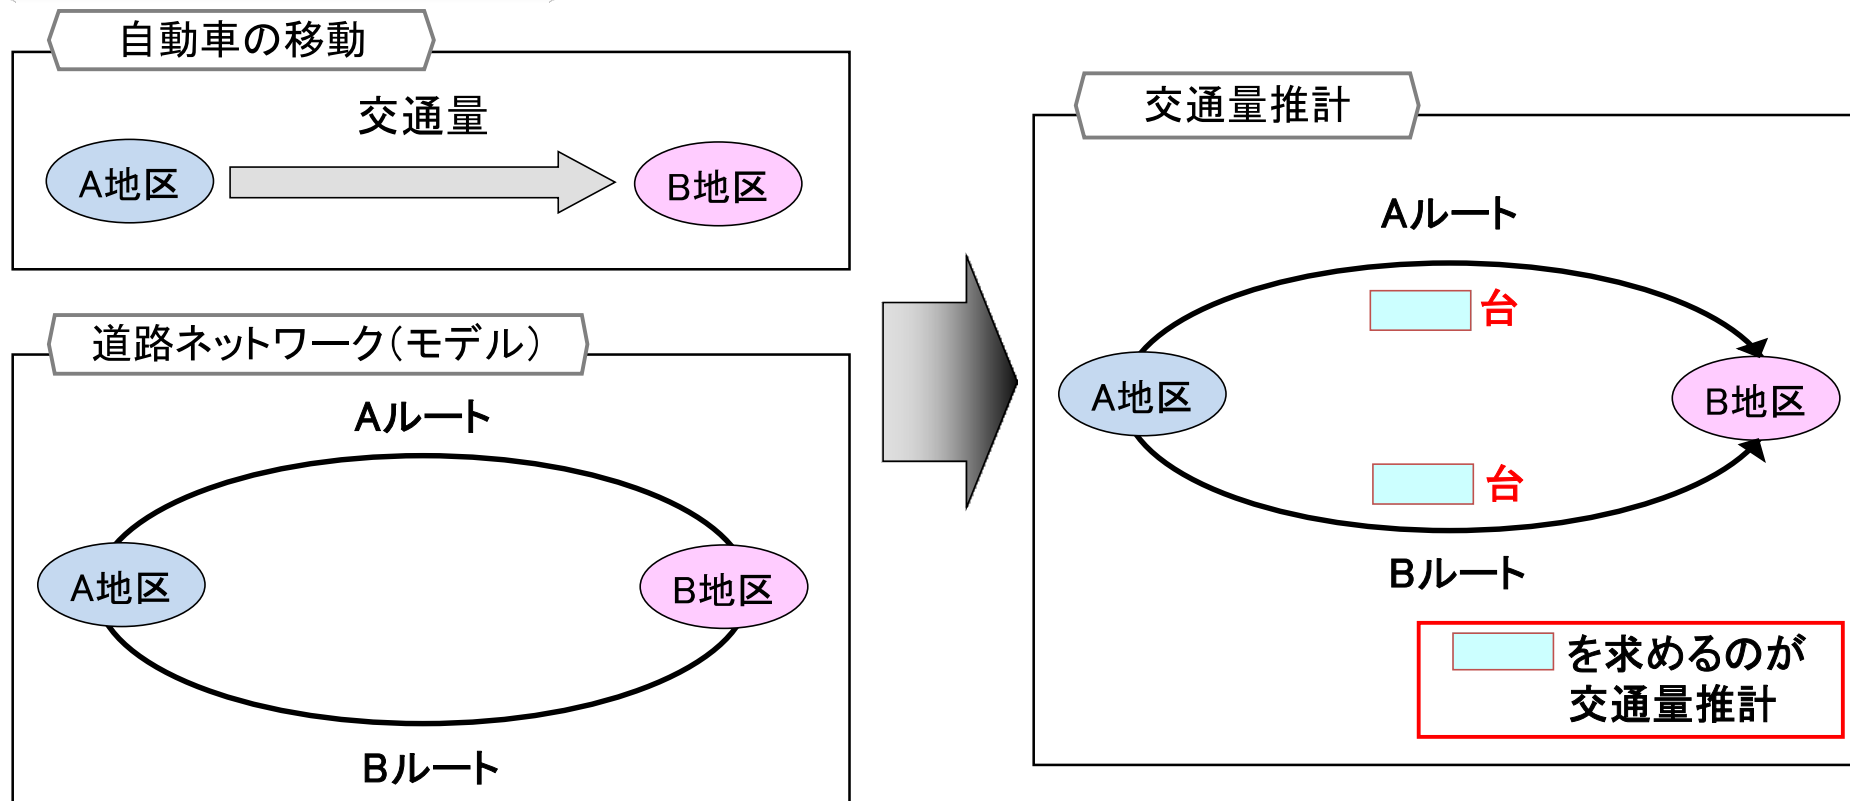 自動車の移動
交通量
A地区
B地区
道路ネットワーク(モデル)
Aルート
A地区
B地区
Bルート
交通量推計
Aルート
台
A地区
B地区
台
Bルート
を求めるのが
交通量推計